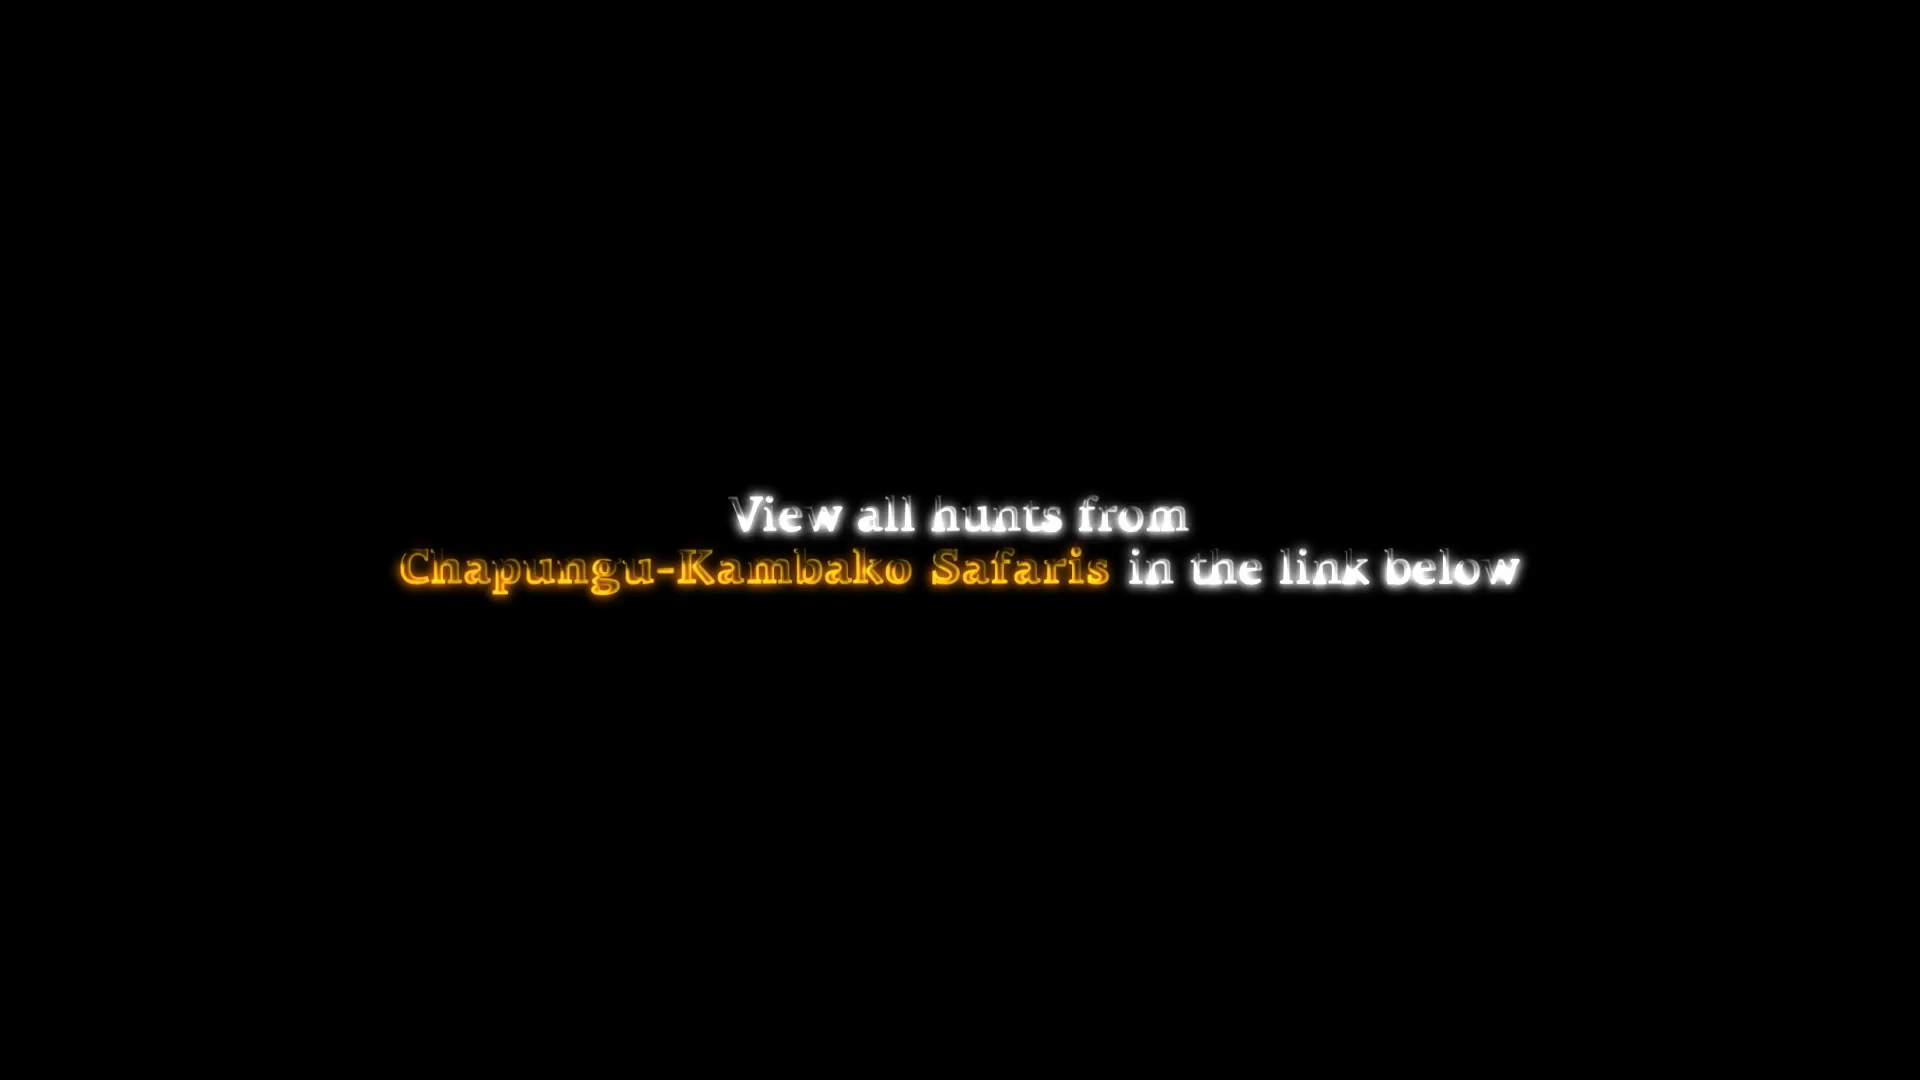 View all hunts from
Chapungu-Kambako Safaris in the link below